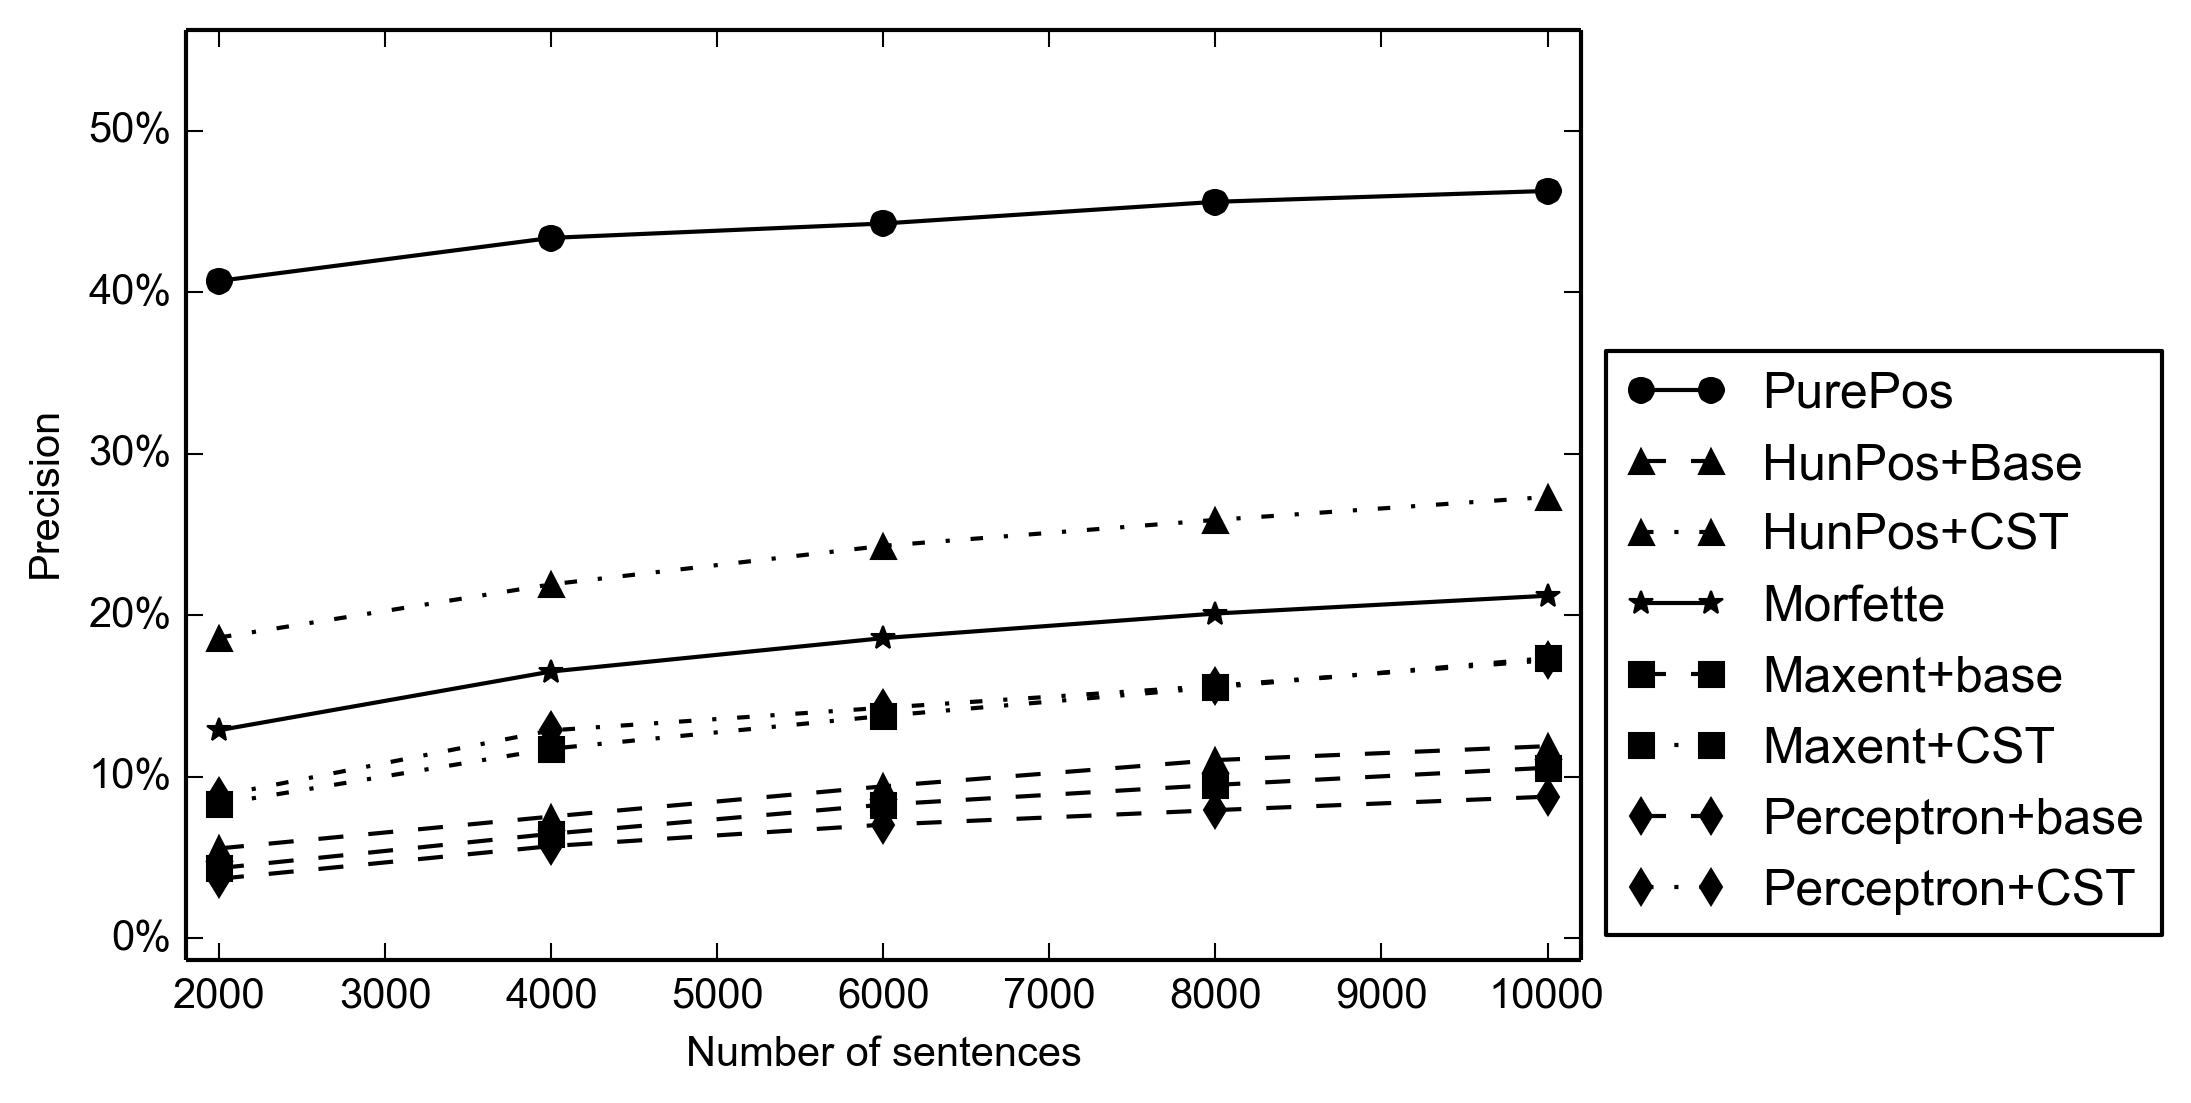 50%
40%
30%
20%
10%
0%
Precision
2000 3000 4000 5000 6000 7000 8000 9000 10000
Number of sentences
PurePos
HunPos+Base
HunPos+CST
Morfette
Maxent+base
Maxent+CST
Perceptron+base
Perceptron+CST